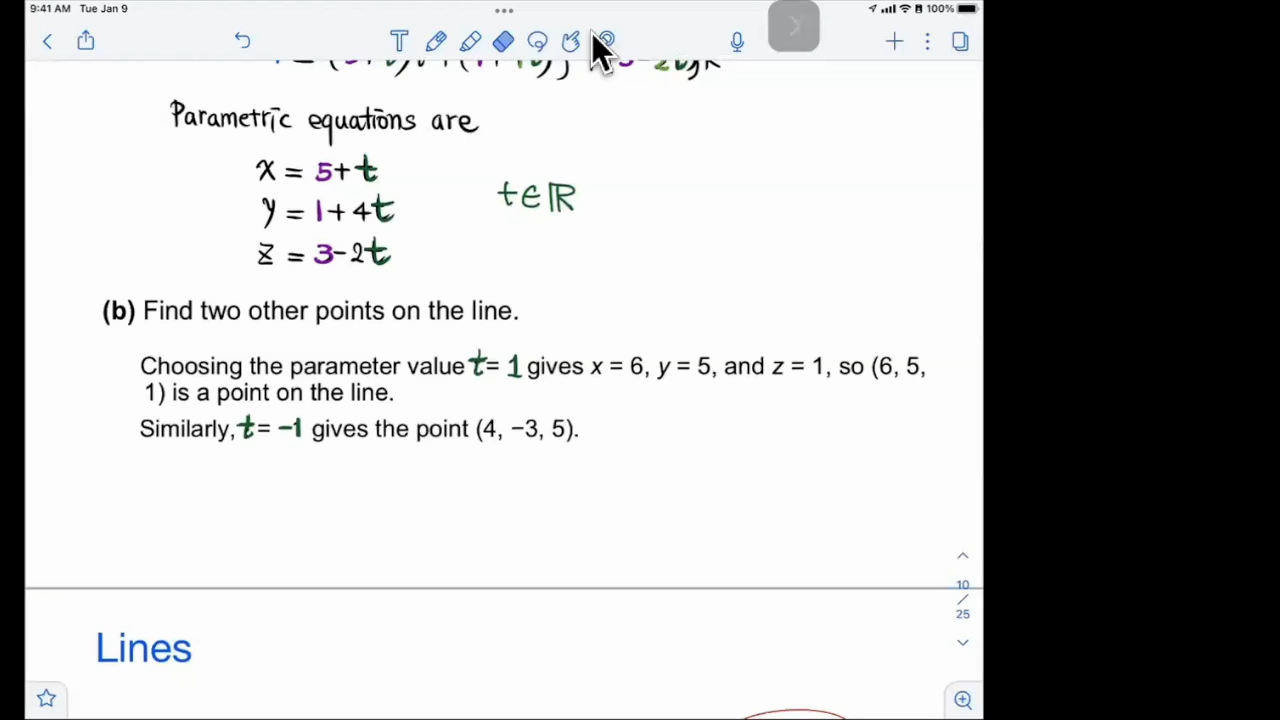 9:41 AM Tue Jan 9
100%
Parametric equations are
x = 5+t
y = 1+4t
t∈ℝ
z = 3-2t
(b) Find two other points on the line.
Choosing the parameter value t= 1 gives x = 6, y = 5, and z = 1, so (6, 5,
1) is a point on the line.
Similarly, t= -1 gives the point (4, −3, 5).
10
/
25
Lines